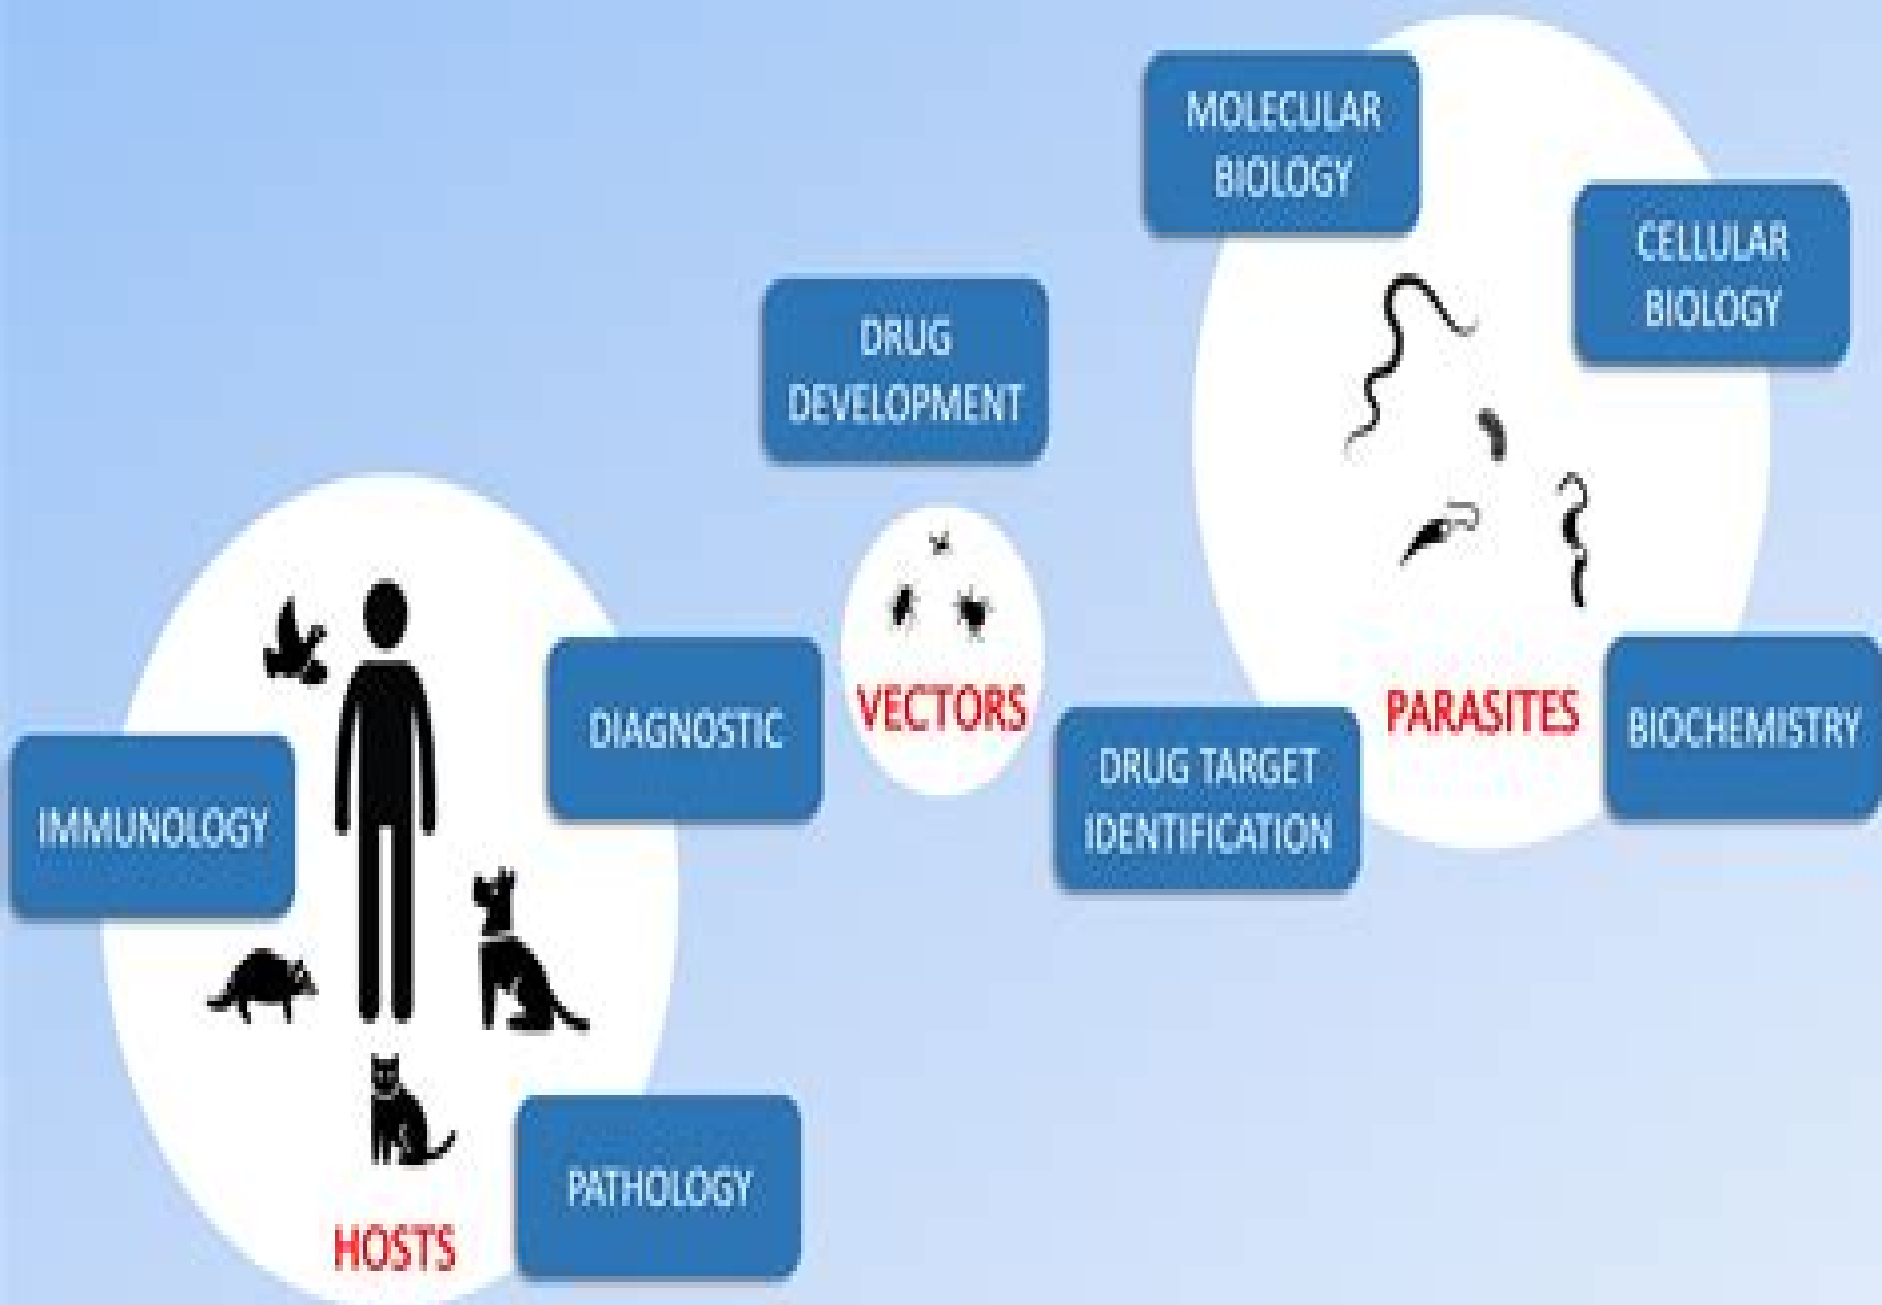 MOLECULAR
BIOLOGY
CELLULAR
BIOLOGY
DRUG
DEVELOPMENT
DIAGNOSTIC
VECTORS
PARASITES
BIOCHEMISTRY
IMMUNOLOGY
DRUG TARGET
IDENTIFICATION
PATHOLOGY
HOSTS